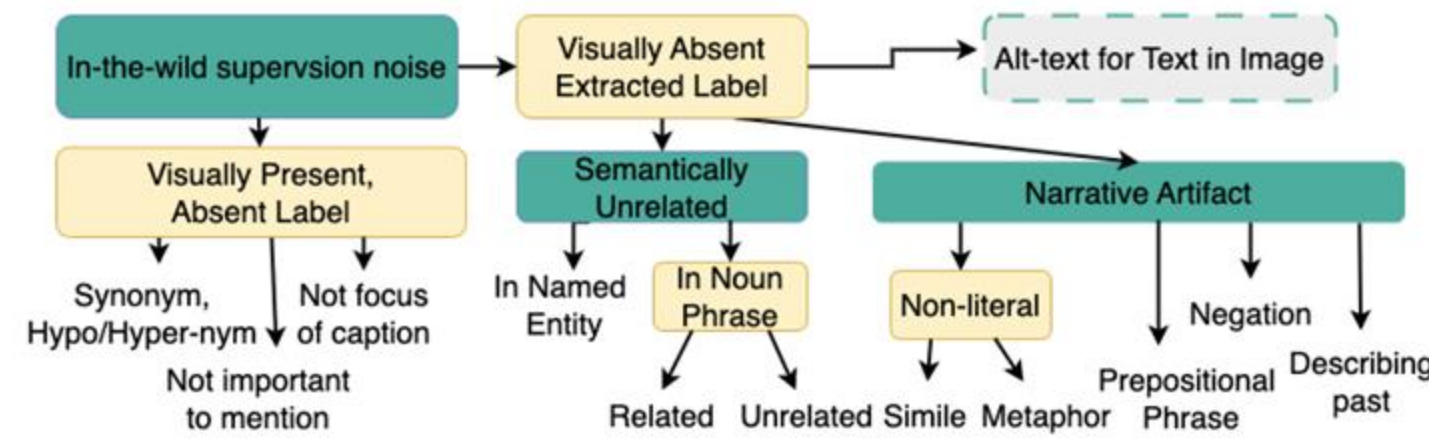 In-the-wild supervsion noise
Visually Absent
Extracted Label
Alt-text for Text in Image
Visually Present,
Absent Label
Semantically
Unrelated
Narrative Artifact
Synonym,
Hypo/Hyper-nym
Not focus
of caption
Not important
to mention
In Named
Entity
In Noun
Phrase
Related
Unrelated
Non-literal
Simile
Metaphor
Prepositional
Phrase
Negation
Describing
past